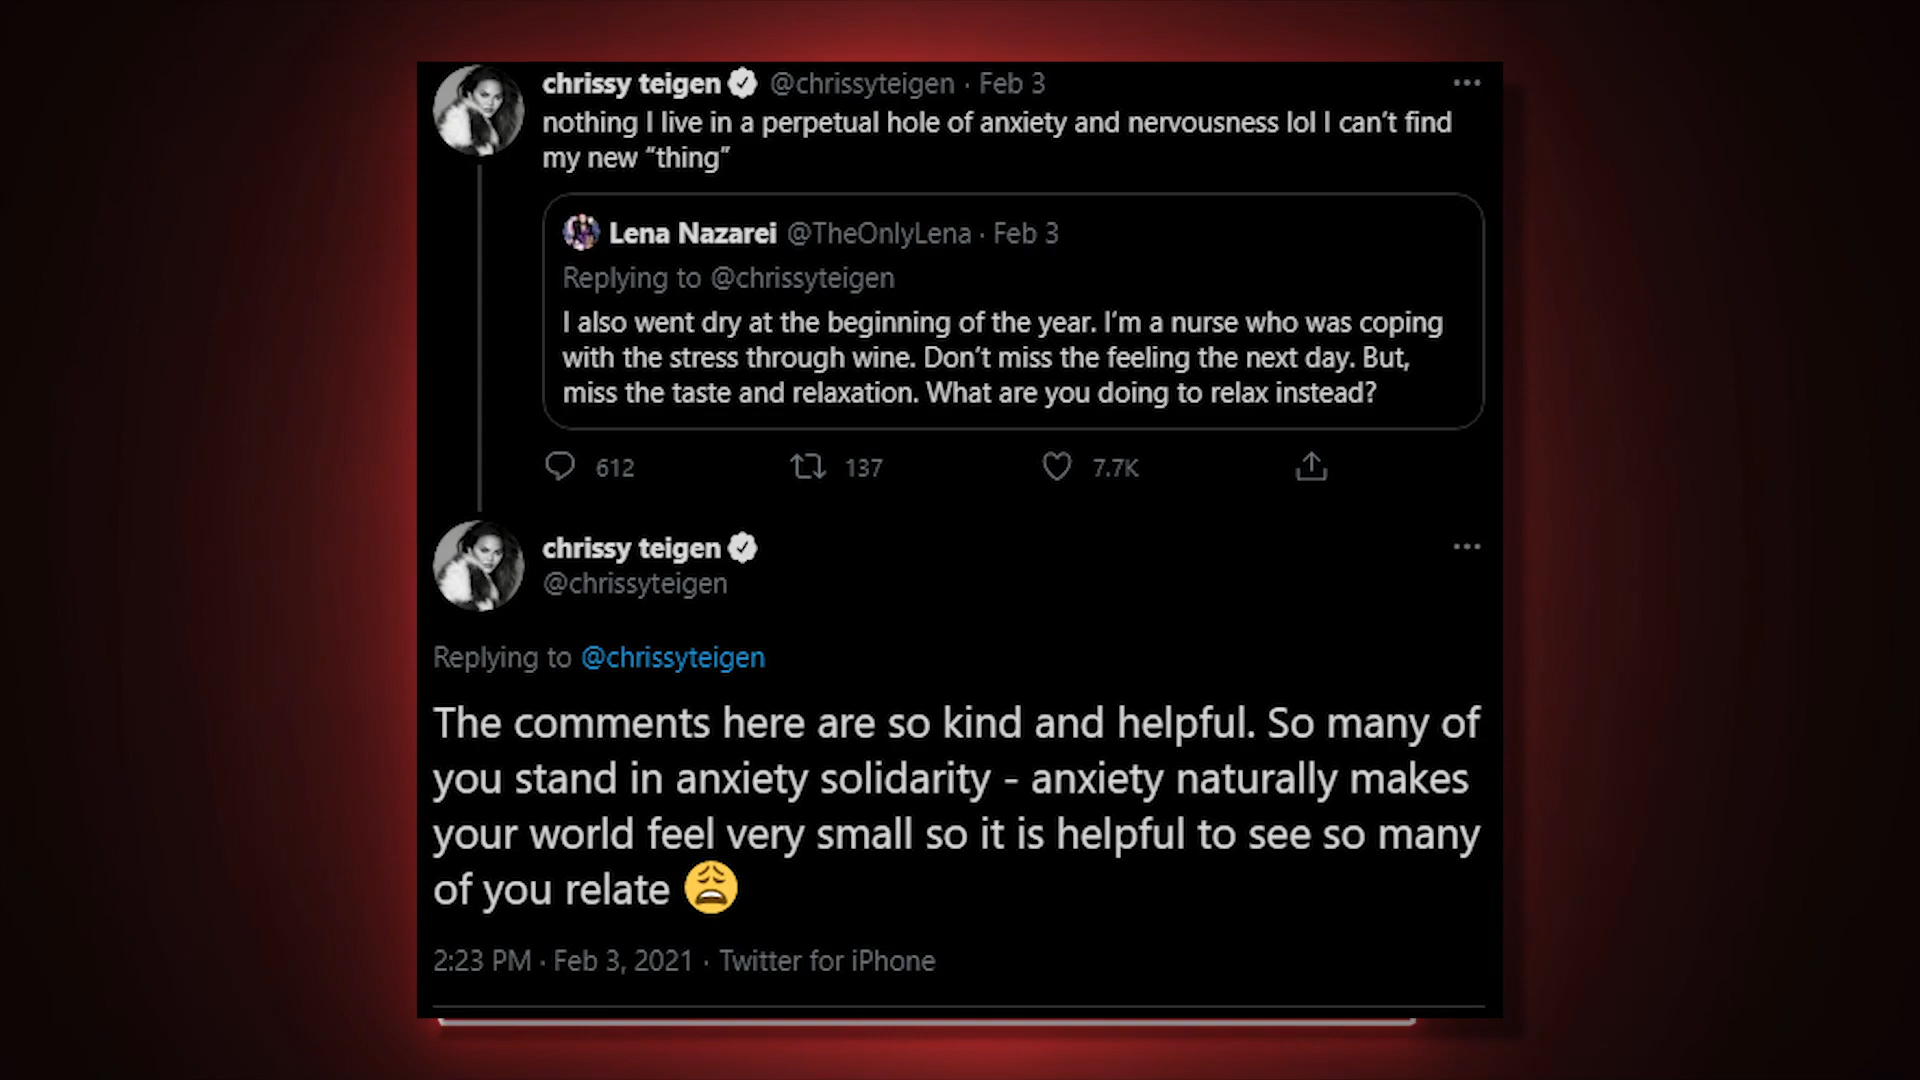 chrissy teigen @chrissyteigen · Feb 3
nothing I live in a perpetual hole of anxiety and nervousness lol I can't find
my new “thing”
Lena Nazarei @TheOnlyLena · Feb 3
Replying to @chrissyteigen
I also went dry at the beginning of the year. I'm a nurse who was coping
with the stress through wine. Don't miss the feeling the next day. But,
miss the taste and relaxation. What are you doing to relax instead?
612 137 7.7K
chrissy teigen
@chrissyteigen
Replying to @chrissyteigen
The comments here are so kind and helpful. So many of
you stand in anxiety solidarity - anxiety naturally makes
your world feel very small so it is helpful to see so many
of you relate 😩
2:23 PM · Feb 3, 2021 · Twitter for iPhone